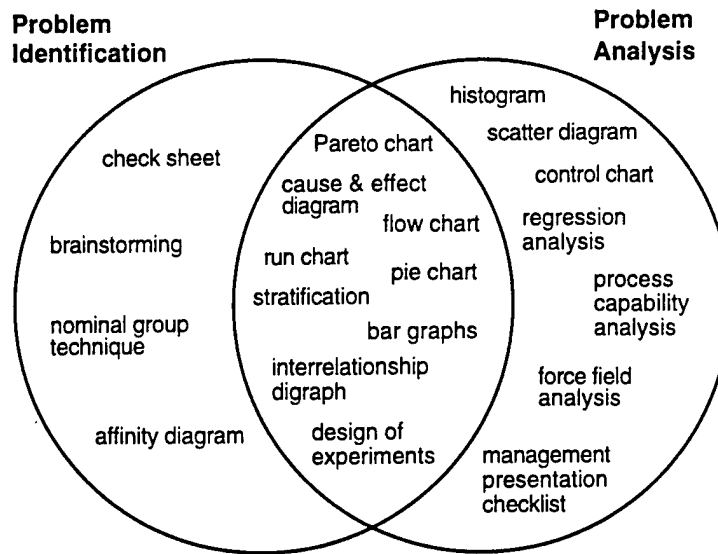 Problem
Identification
Problem
Analysis
check sheet
brainstorming
nominal group
technique
affinity diagram
Pareto chart
cause & effect
diagram
flow chart
run chart
pie chart
stratification
bar graphs
interrelationship
digraph
design of
experiments
histogram
scatter diagram
control chart
regression
analysis
process
capability
analysis
force field
analysis
management
presentation
checklist